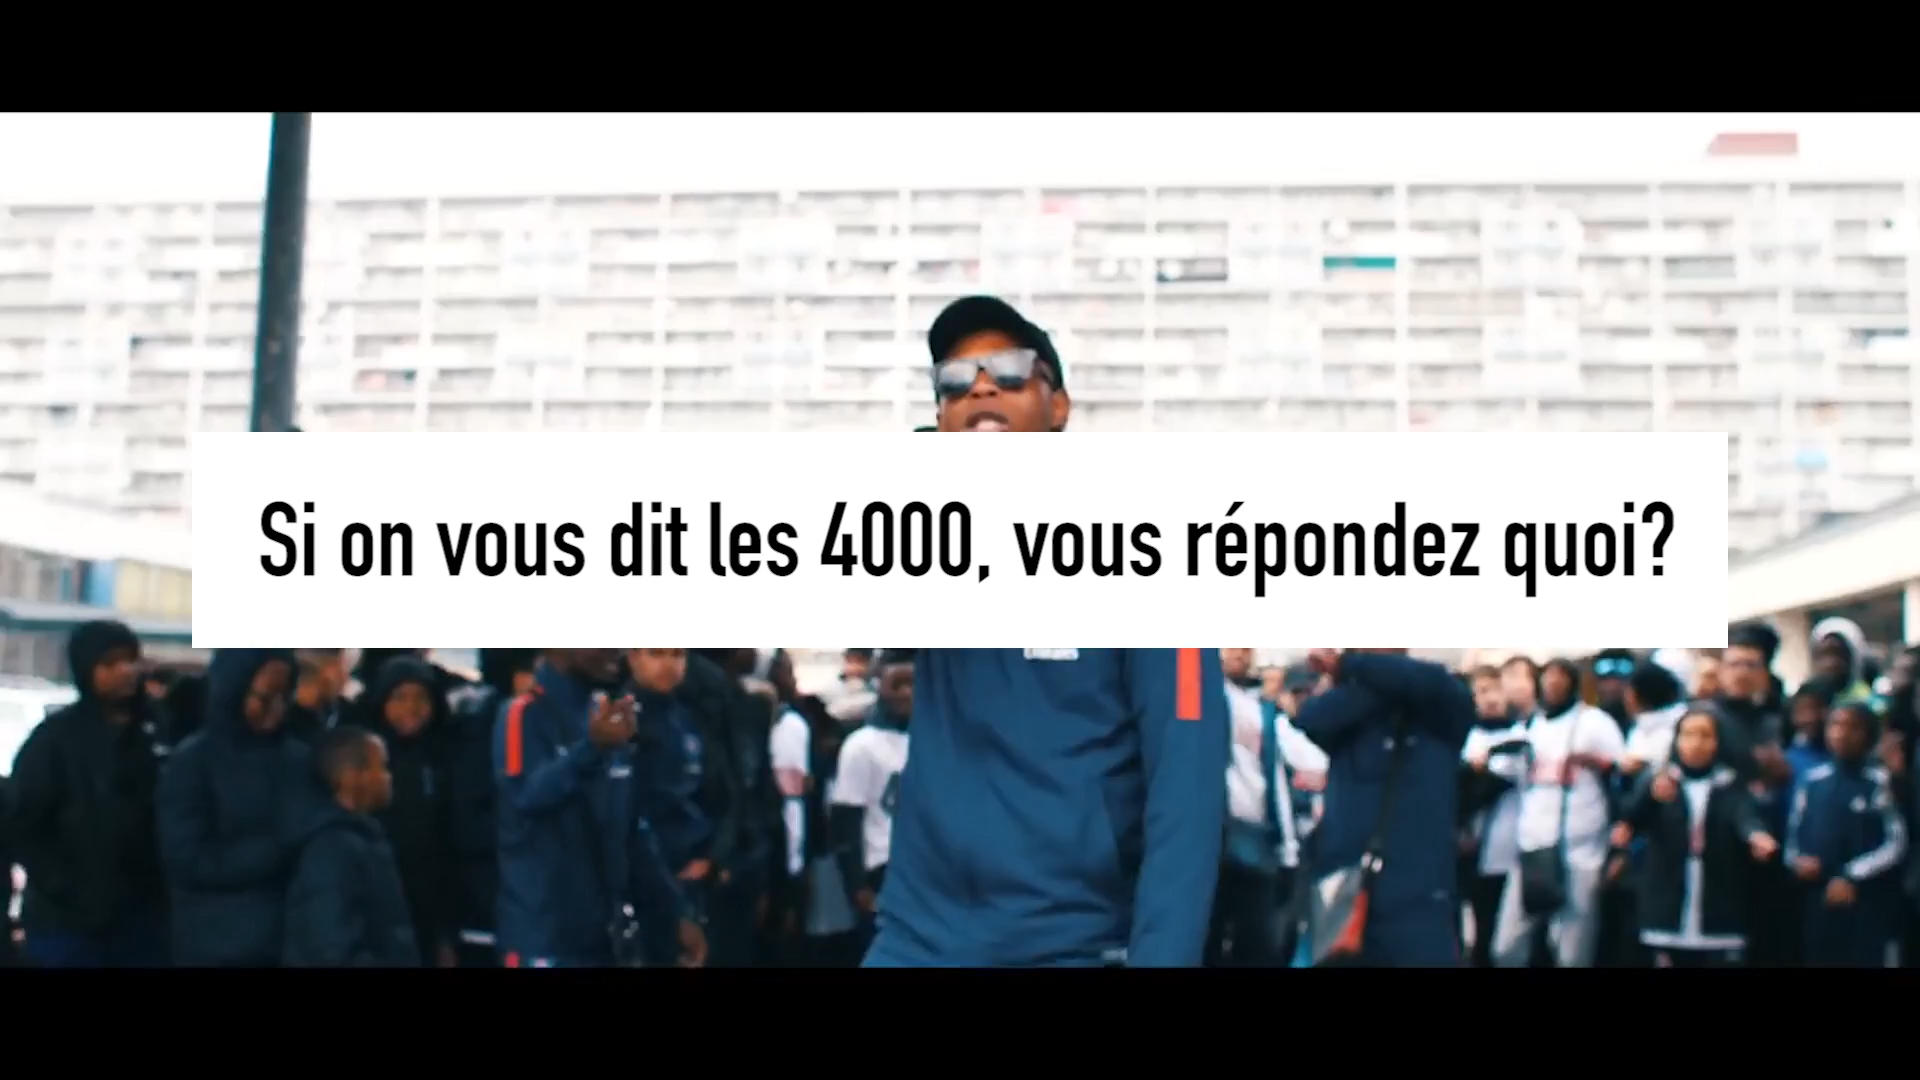 Si on vous dit les 4000, vous répondez quoi?